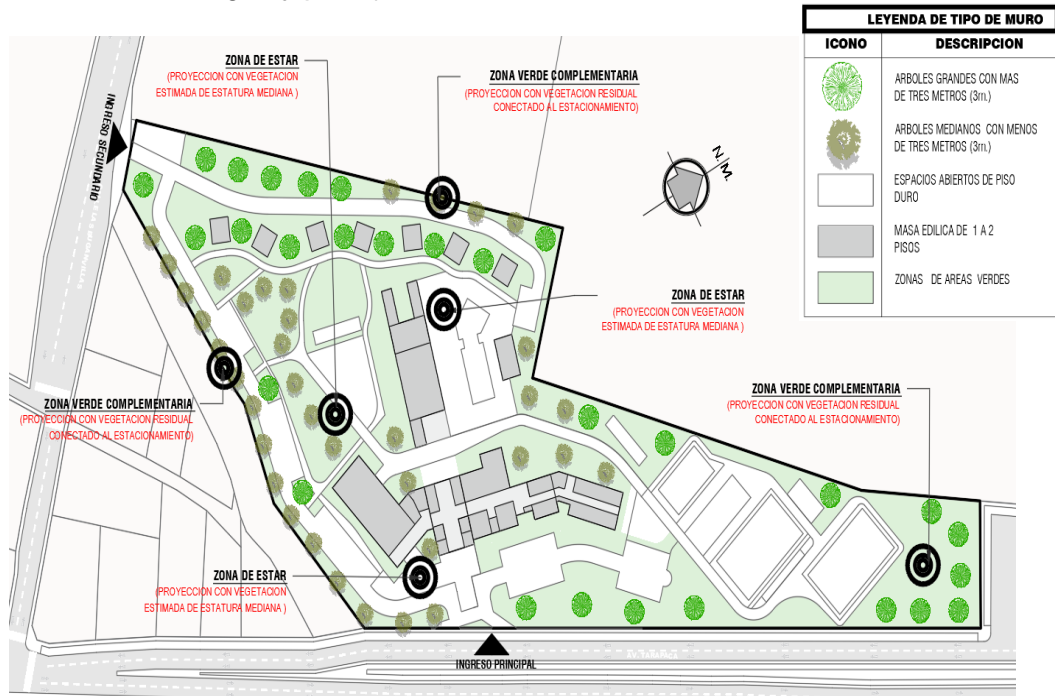 LEYENDA DE TIPO DE MURO
ICONO
DESCRIPCION
ARBOLES GRANDES CON MAS
DE TRES METROS (3m.)
ARBOLES MEDIANOS CON MENOS
DE TRES METROS (3m.)
ESPACIOS ABIERTOS DE PISO
DURO
MASA EDILICA DE 1 A 2
PISOS
ZONAS DE AREAS VERDES
ZONA DE ESTAR
(PROYECCION CON VEGETACION
ESTIMADA DE ESTATURA MEDIANA )
ZONA VERDE COMPLEMENTARIA
(PROYECCION CON VEGETACION RESIDUAL
CONECTADO AL ESTACIONAMIENTO)
INGRESO SECUNDARIO
N.M.
ZONA DE ESTAR
(PROYECCION CON VEGETACION
ESTIMADA DE ESTATURA MEDIANA )
ZONA VERDE COMPLEMENTARIA
(PROYECCION CON VEGETACION RESIDUAL
CONECTADO AL ESTACIONAMIENTO)
ZONA VERDE COMPLEMENTARIA
(PROYECCION CON VEGETACION RESIDUAL
CONECTADO AL ESTACIONAMIENTO)
ZONA DE ESTAR
(PROYECCION CON VEGETACION
ESTIMADA DE ESTATURA MEDIANA )
INGRESO PRINCIPAL
AV. TARAPACA